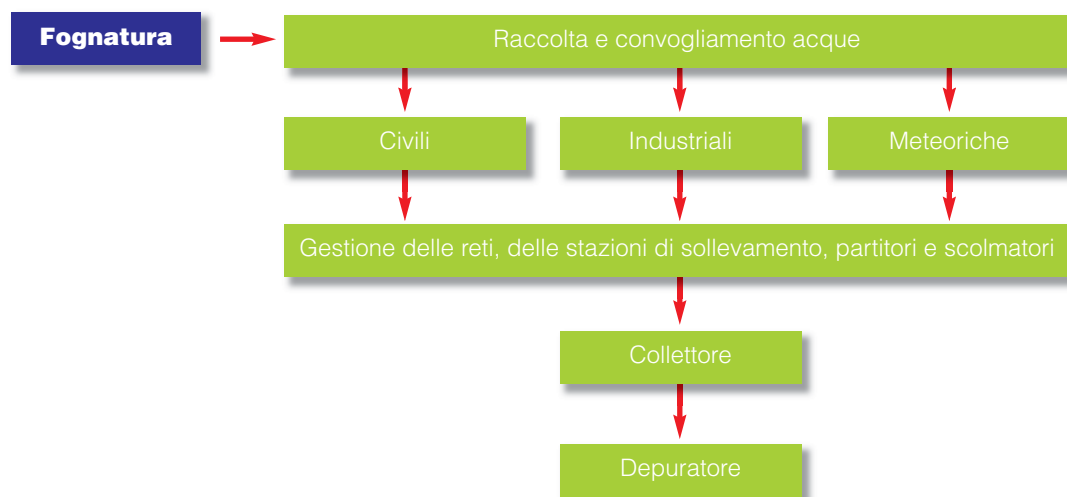 Fognatura
Raccolta e convogliamento acque
Civili
Industriali
Meteoriche
Gestione delle reti, delle stazioni di sollevamento, partitori e scolmatori
Collettore
Depuratore